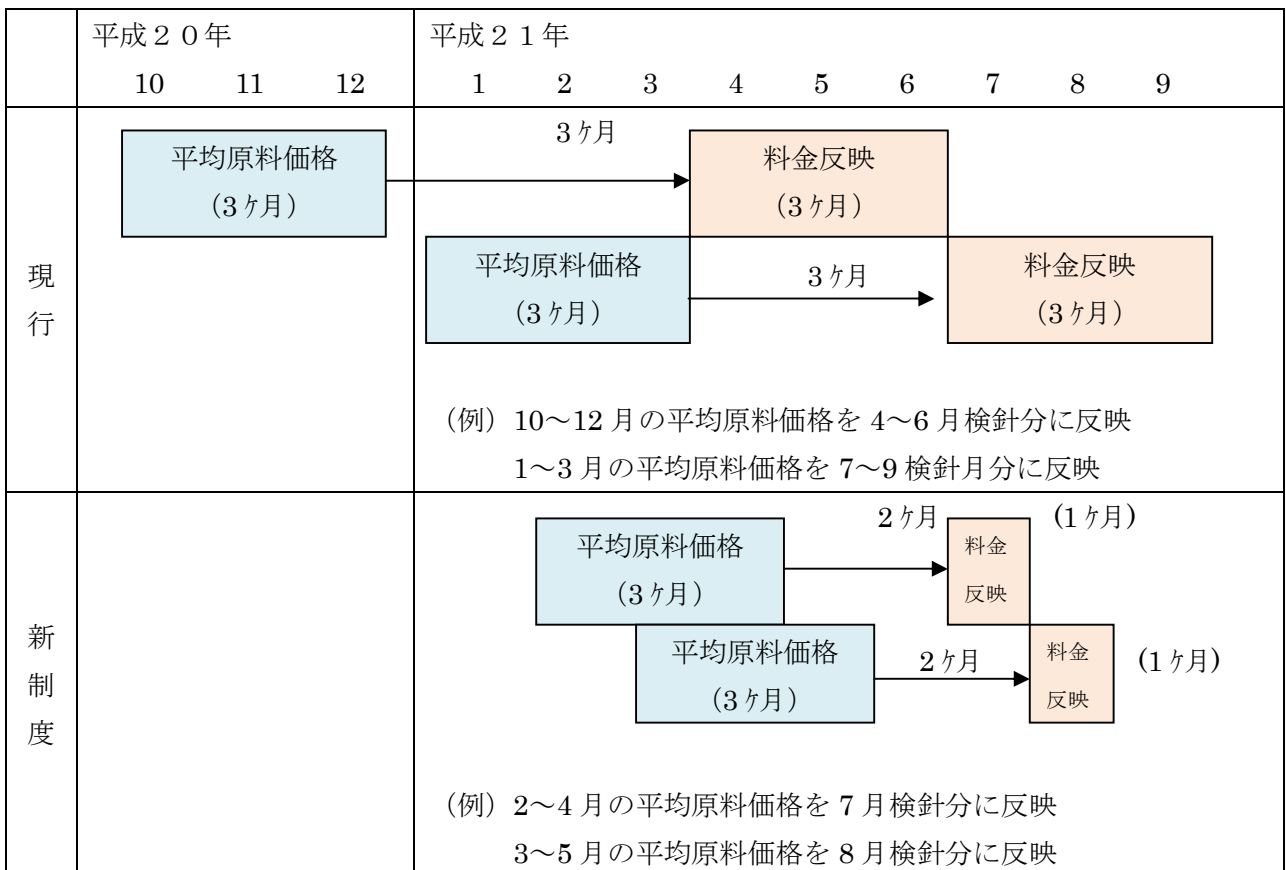 平成２０年 平成２１年
10 11 12 1 2 3 4 5 6 7 8 9
現行
平均原料価格
(3ヶ月)
3ヶ月
料金反映
(3ヶ月)
平均原料価格
(3ヶ月)
3ヶ月
料金反映
(3ヶ月)
（例）10～12月の平均原料価格を4～6月検針分に反映
1～3月の平均原料価格を7～9検針月分に反映
新制度
平均原料価格
(3ヶ月)
2ヶ月
料金
反映
(1ヶ月)
平均原料価格
(3ヶ月)
2ヶ月
料金
反映
(1ヶ月)
（例）2～4月の平均原料価格を7月検針分に反映
3～5月の平均原料価格を8月検針分に反映